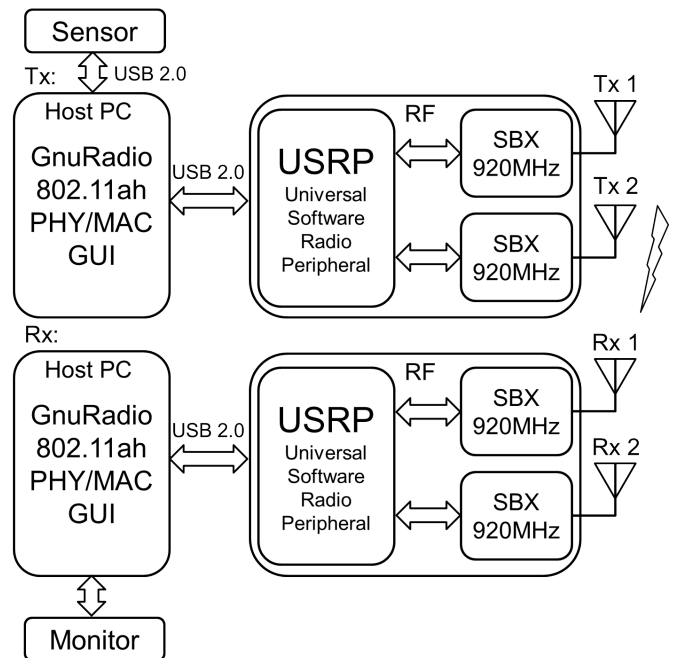 Sensor
Tx:
USB 2.0
Host PC
GnuRadio
802.11ah
PHY/MAC
GUI
USB 2.0
RF
USRP
Universal
Software
Radio
Peripheral
SBX
920MHz
SBX
920MHz
Tx 1
Tx 2
Rx:
Host PC
GnuRadio
802.11ah
PHY/MAC
GUI
USB 2.0
RF
USRP
Universal
Software
Radio
Peripheral
SBX
920MHz
SBX
920MHz
Rx 1
Rx 2
Monitor